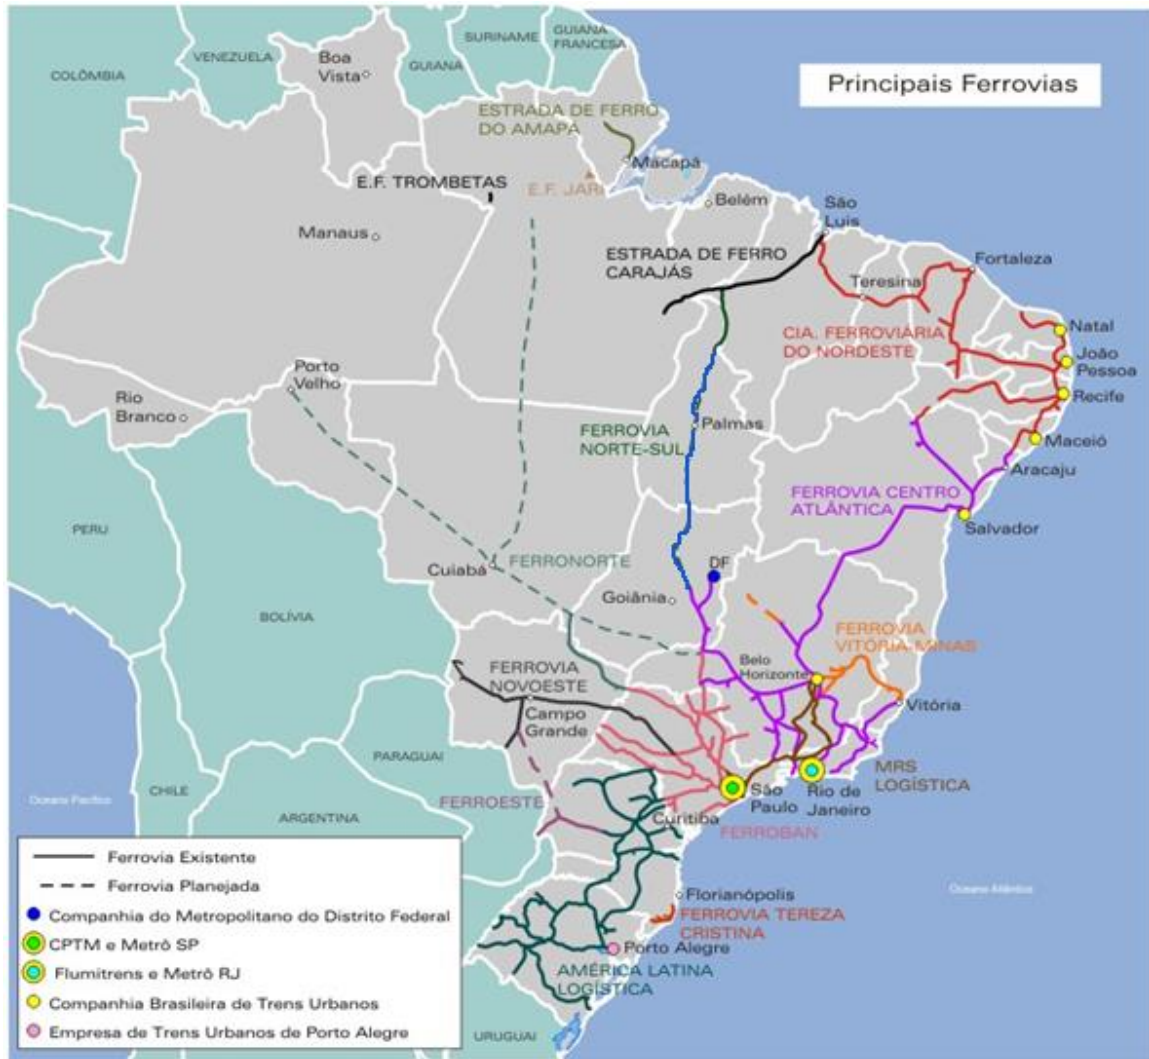 Principais Ferrovias
COLÔMBIA
VENEZUELA
GUIANA
SURINAME
GUIANA
FRANCESA
Boa
Vista
ESTRADA DE FERRO
DO AMAPÁ
Macapá
E.F. TROMBETAS
E.F. JARI
Belém
São
Luis
Manaus
ESTRADA DE FERRO
CARAJÁS
Teresina
Fortaleza
CIA. FERROVIÁRIA
DO NORDESTE
Natal
João
Pessoa
Recife
Maceió
Aracaju
Porto
Velho
Rio
Branco
Palmas
FERROVIA
NORTE-SUL
FERROVIA CENTRO
ATLÂNTICA
Salvador
PERU
BOLÍVIA
Cuiabá
FERRONORTE
DF
Goiânia
FERROVIA
VITÓRIA-MINAS
Belo
Horizonte
Vitória
FERROVIA
NOVOESTE
Campo
Grande
PARAGUAI
CHILE
ARGENTINA
Oceano Pacífico
FERROESTE
São
Paulo
Rio de
Janeiro
MRS
LOGÍSTICA
Curitiba
FERROBAN
Oceano Atlântico
Florianópolis
FERROVIA TEREZA
CRISTINA
Porto Alegre
AMÉRICA LATINA
LOGÍSTICA
URUGUAI
Ferrovia Existente
Ferrovia Planejada
Companhia do Metropolitano do Distrito Federal
CPTM e Metrô SP
Flumitrens e Metrô RJ
Companhia Brasileira de Trens Urbanos
Empresa de Trens Urbanos de Porto Alegre